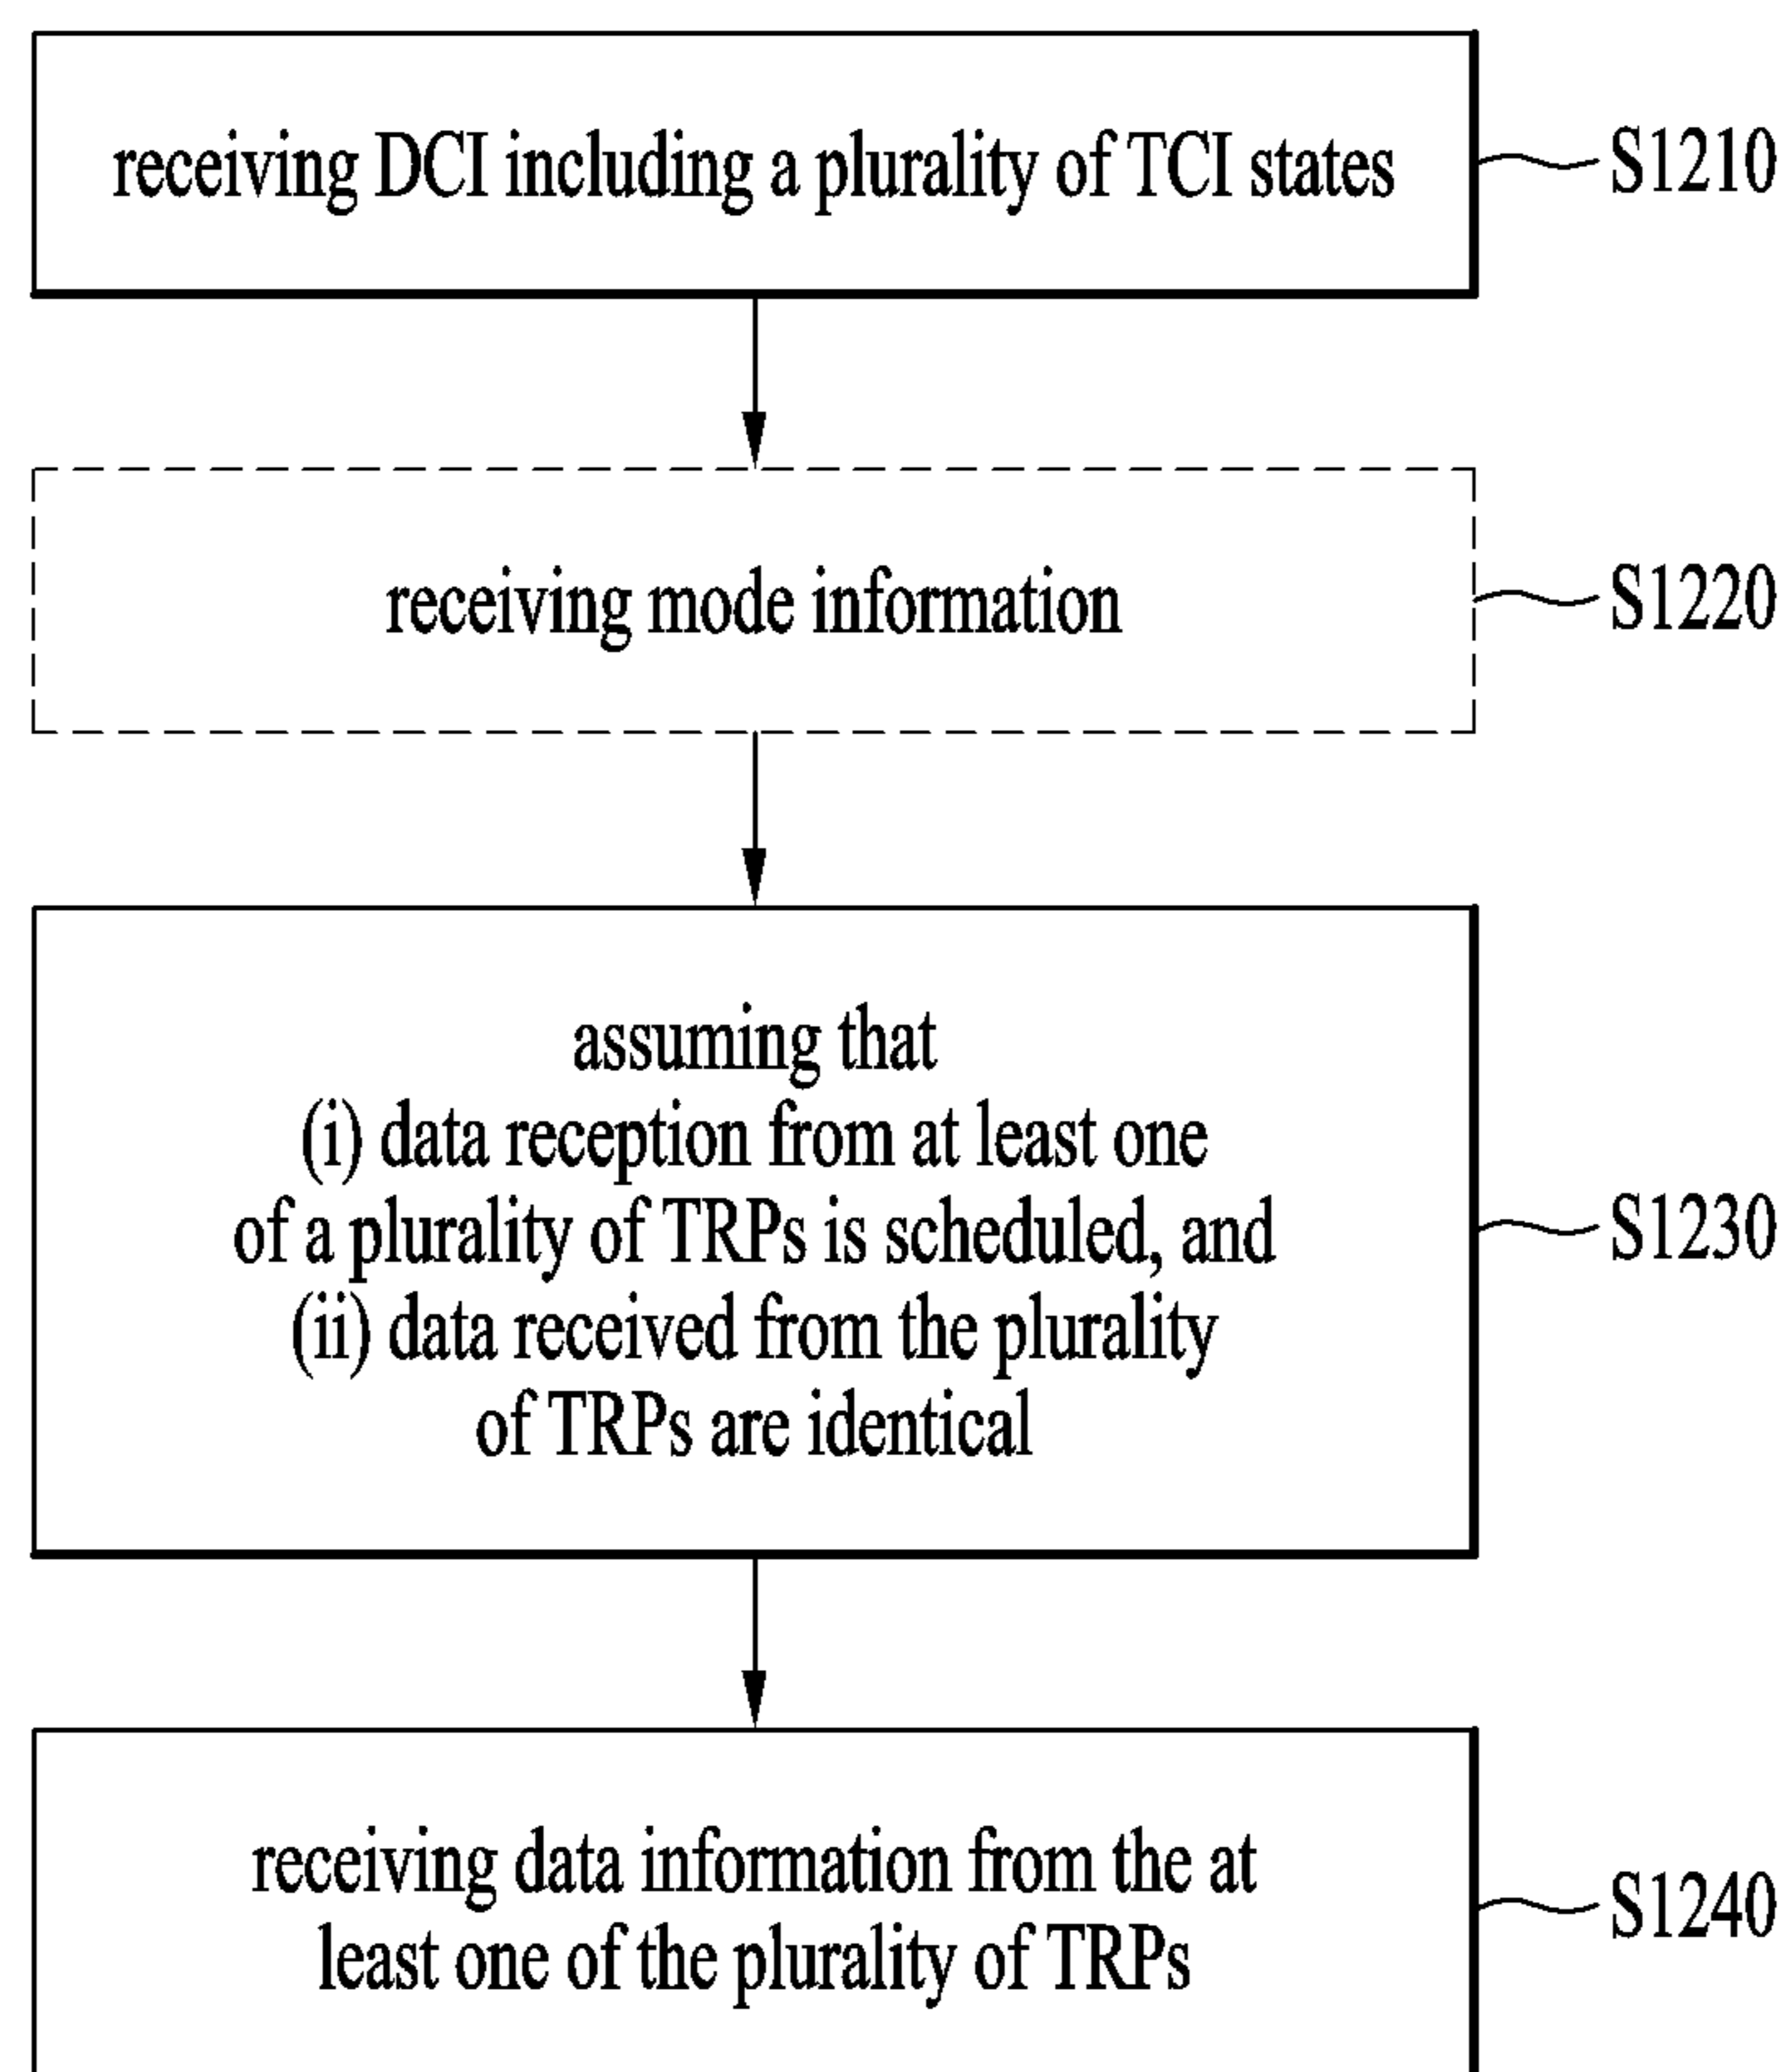 receiving DCI including a plurality of TCI states
S1210
receiving mode information
S1220
assuming that
(i) data reception from at least one
of a plurality of TRPs is scheduled, and
(ii) data received from the plurality
of TRPs are identical
S1230
receiving data information from the at
least one of the plurality of TRPs
S1240